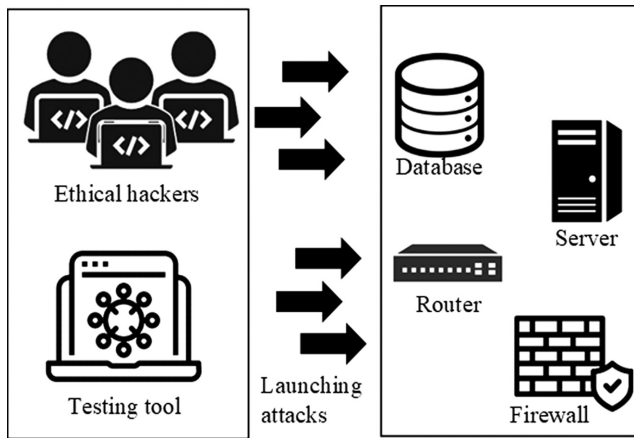 </>
</>
</>
Ethical hackers
Testing tool
Launching
attacks
Database
Server
Router
Firewall